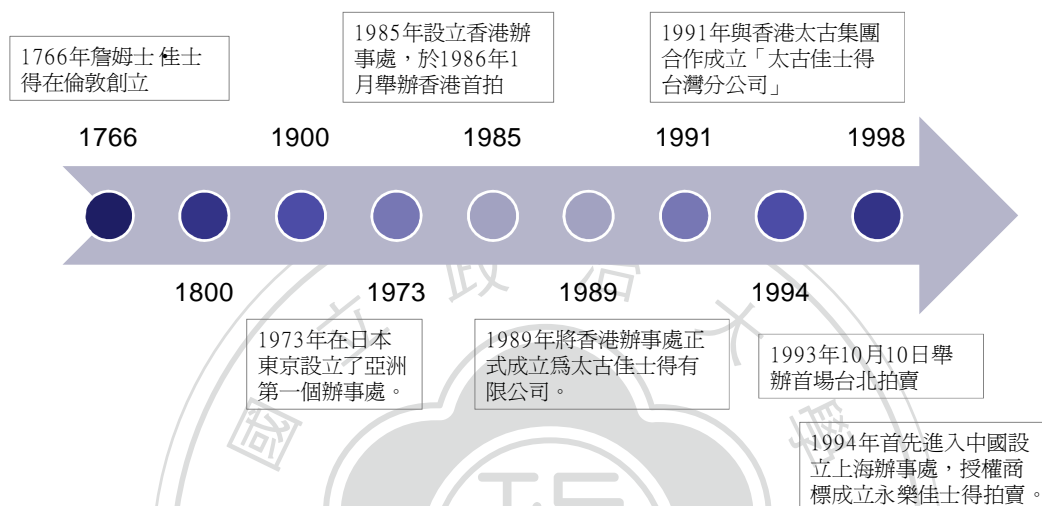 1766年詹姆士•佳士
得在倫敦創立
1985年設立香港辦
事處，於1986年1
月舉辦香港首拍
1991年與香港太古集團
合作成立「太古佳士得
台灣分公司」
1766
1900
1985
1991
1998
1800
1973
1989
1994
1973年在日本
東京設立了亞洲
第一個辦事處。
1989年將香港辦事處正
式成立爲太古佳士得有
限公司。
1993年10月10日舉
辦首場台北拍賣
1994年首先進入中國設
立上海辦事處，授權商
標成立永樂佳士得拍賣。
國立政治大學